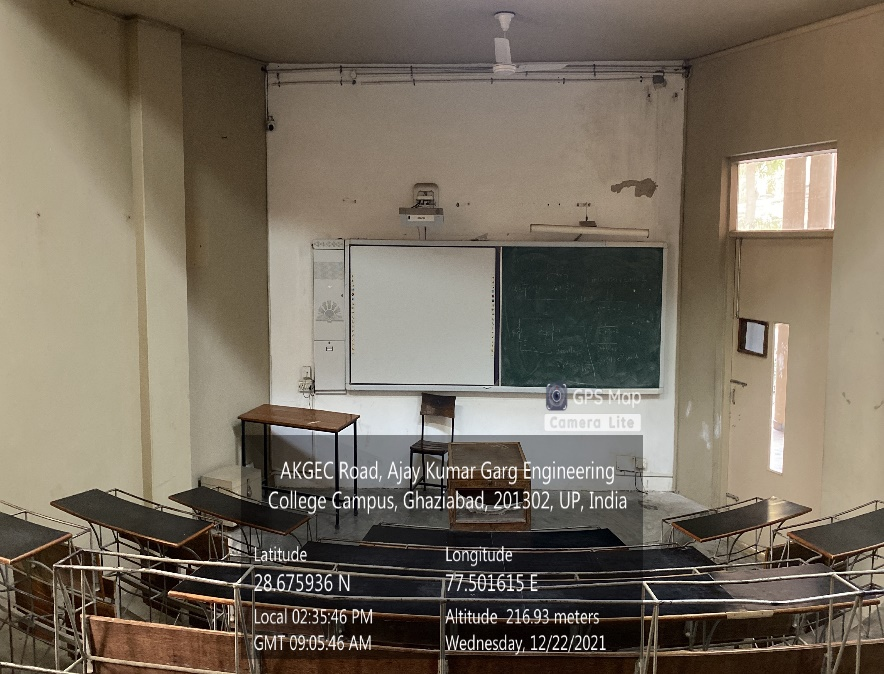 GPS Map
Camera Lite
AKGEC Road, Ajay Kumar Garg Engineering
College Campus, Ghaziabad, 201302, UP, India
Latitude
Longitude
28.675936 N
77.501615 E
Local 02:35:46 PM
Altitude 216.93 meters
GMT 09:05:46 AM
Wednesday, 12/22/2021